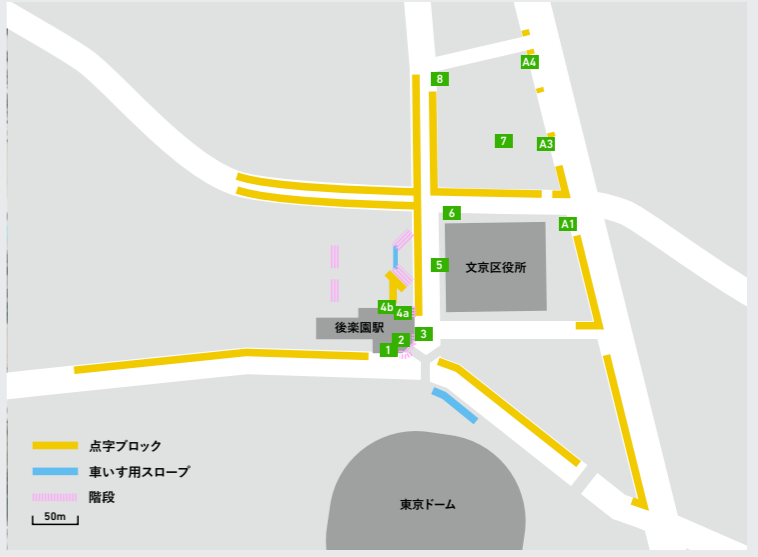 A4
8
7
A3
6
A1
5
文京区役所
4b
4a
後楽園駅
3
2
1
点字ブロック
車いす用スロープ
階段
50m
東京ドーム